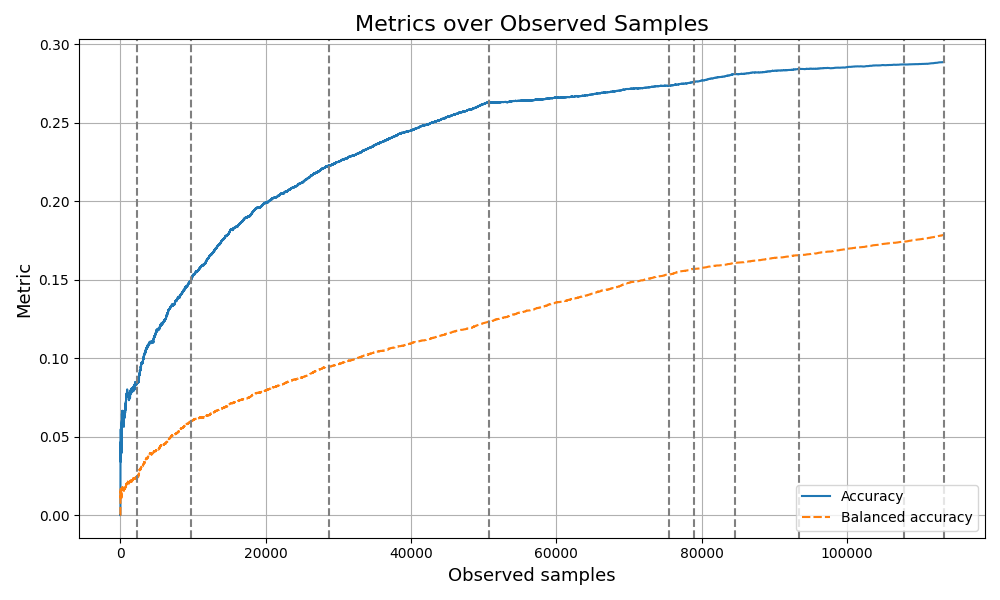 Metrics over Observed Samples
Metric
0.30
0.25
0.20
0.15
0.10
0.05
0.00
0
20000
40000
60000
80000
100000
Observed samples
Accuracy
Balanced accuracy